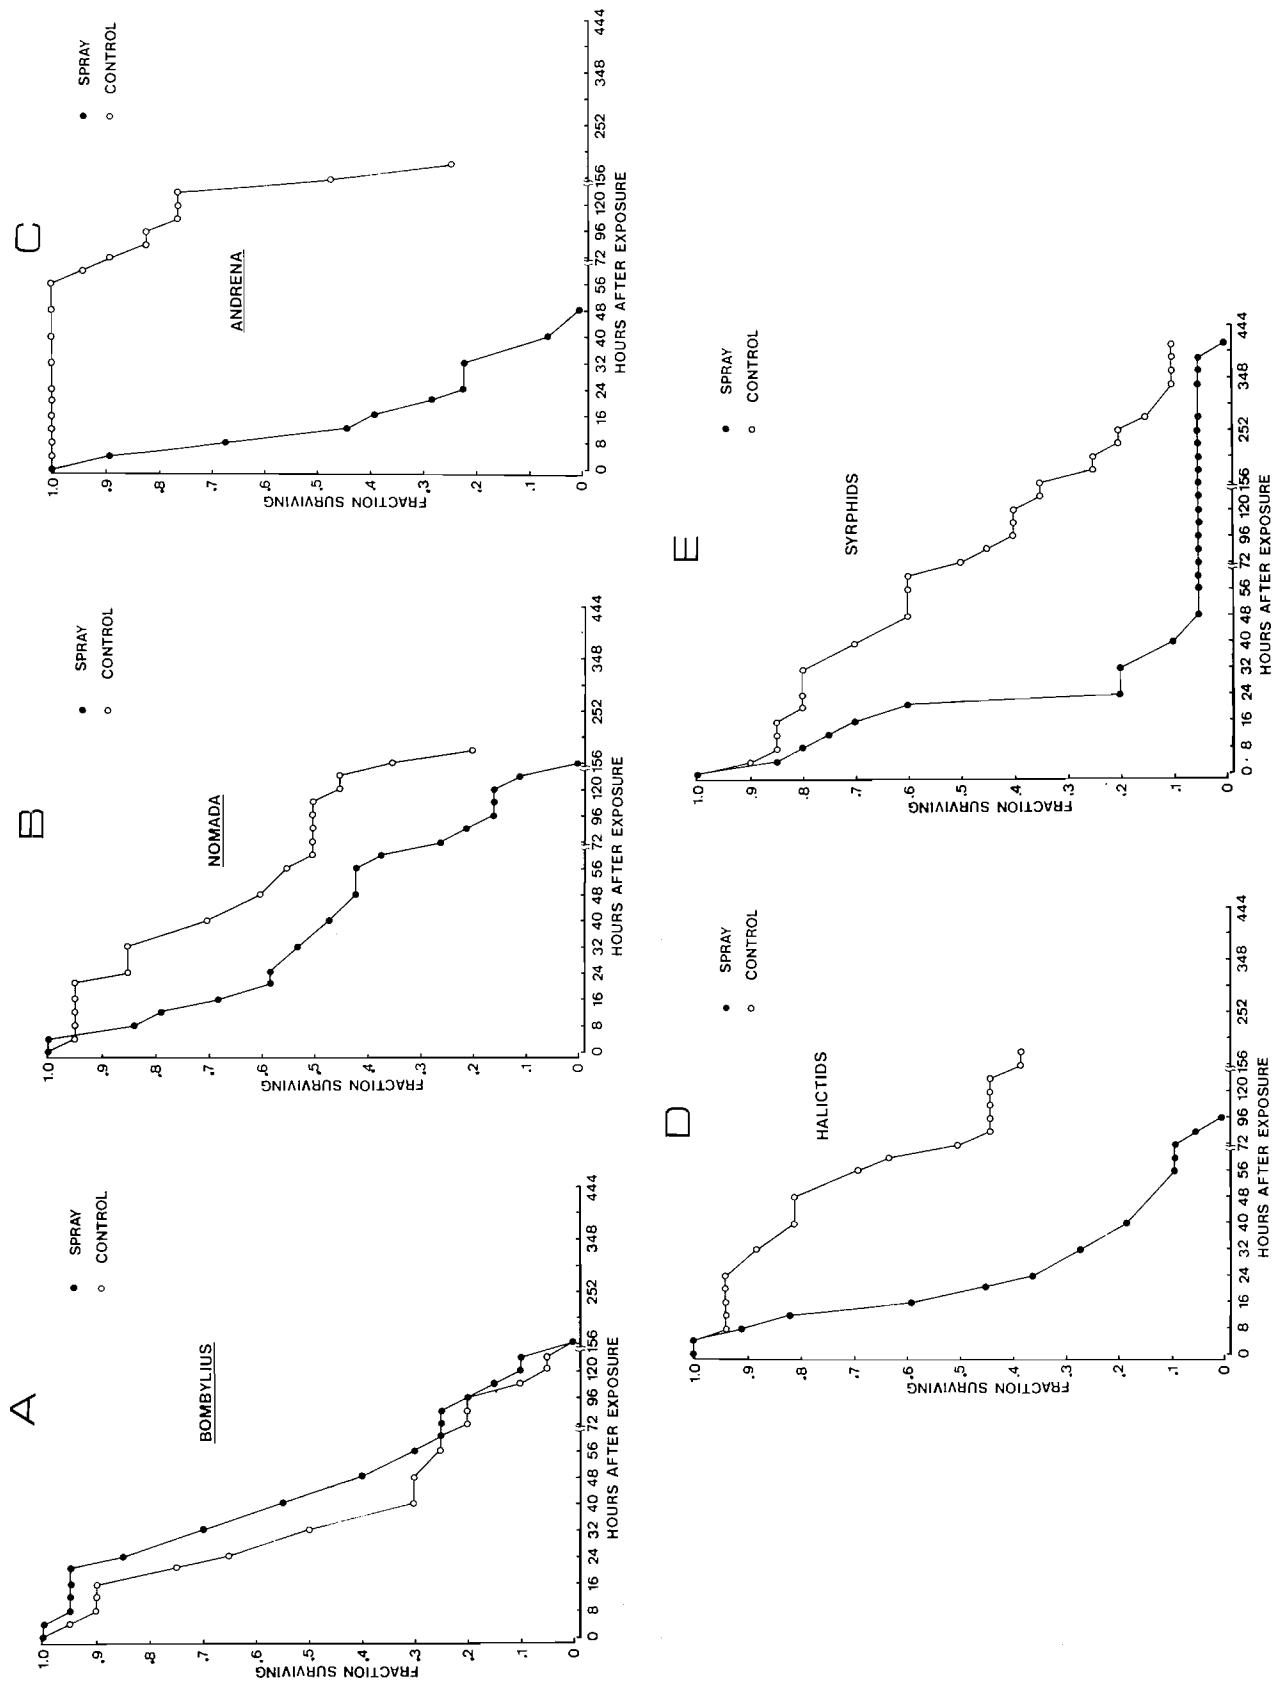 A
SPRAY
CONTROL
BOMBYLIUS
FRACTION SURVIVING
1.0 .9 .8 .7 .6 .5 .4 .3 .2 .1 0
0 8 16 24 32 40 48 56 72 96 120 156 252 348 444
HOURS AFTER EXPOSURE
B
SPRAY
CONTROL
NOMADA
FRACTION SURVIVING
1.0 .9 .8 .7 .6 .5 .4 .3 .2 .1 0
0 8 16 24 32 40 48 56 72 96 120 156 252 348 444
HOURS AFTER EXPOSURE
C
SPRAY
CONTROL
ANDRENA
FRACTION SURVIVING
1.0 .9 .8 .7 .6 .5 .4 .3 .2 .1 0
0 8 16 24 32 40 48 56 72 96 120 156 252 348 444
HOURS AFTER EXPOSURE
D
SPRAY
CONTROL
HALICTIDS
FRACTION SURVIVING
1.0 .9 .8 .7 .6 .5 .4 .3 .2 .1 0
0 8 16 24 32 40 48 56 72 96 120 156 252 348 444
HOURS AFTER EXPOSURE
E
SPRAY
CONTROL
SYRPHIDS
FRACTION SURVIVING
1.0 .9 .8 .7 .6 .5 .4 .3 .2 .1 0
0 8 16 24 32 40 48 56 72 96 120 156 252 348 444
HOURS AFTER EXPOSURE